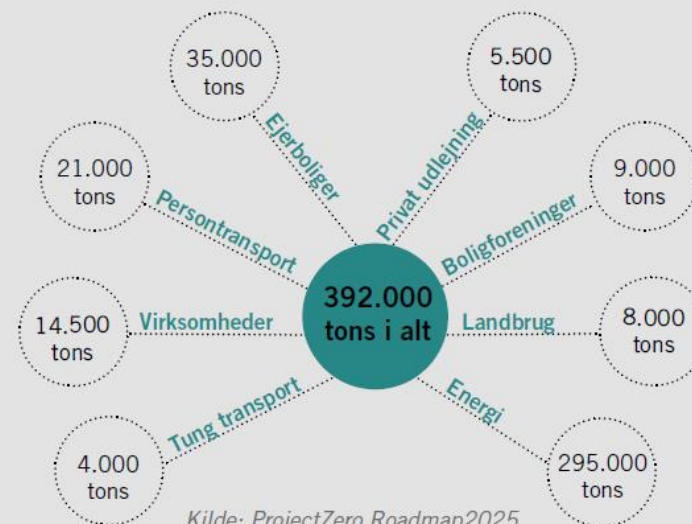 35.000
tons
5.500
tons
Ejerboliger
Privat udlejning
21.000
tons
9.000
tons
Persontransport
Boligforeninger
392.000
tons i alt
14.500
tons
Virksomheder
Landbrug
8.000
tons
Tung transport
Energi
4.000
tons
295.000
tons
Kilde: ProjectZero Roadmap2025